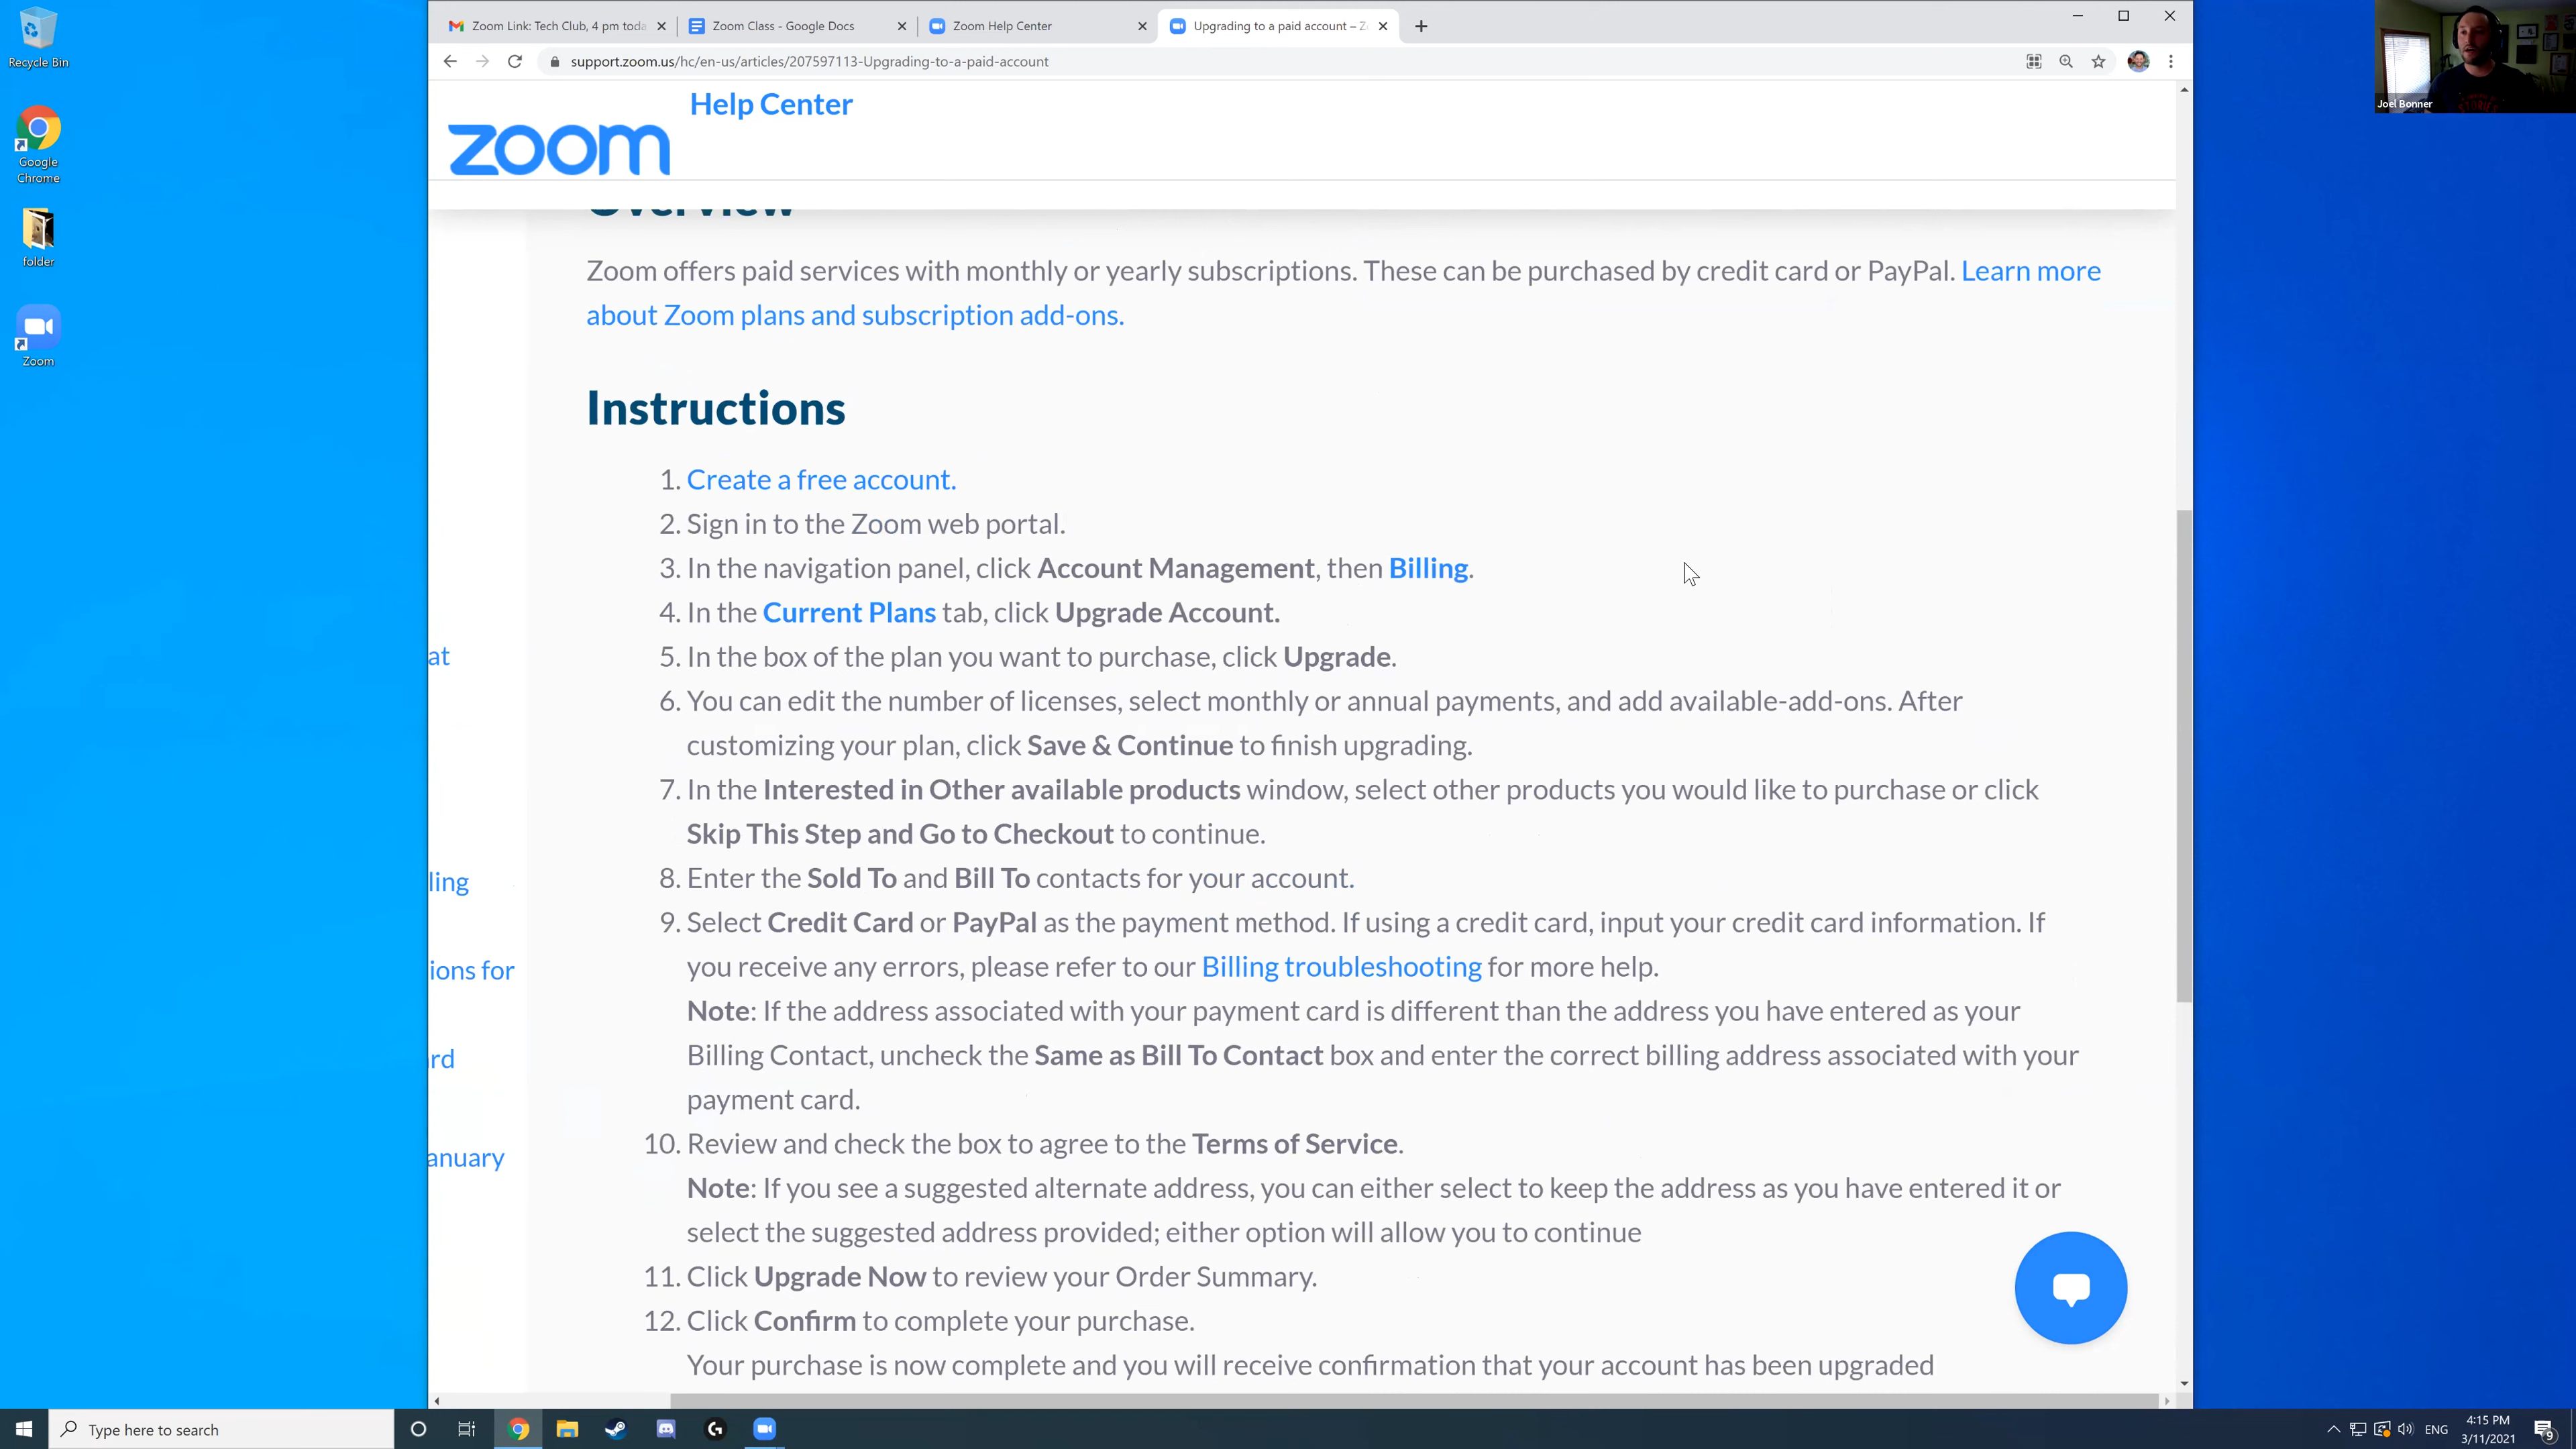 Recycle Bin
Google
Chrome
folder
Zoom
Zoom Link: Tech Club, 4 pm toda
Zoom Class - Google Docs
Zoom Help Center
Upgrading to a paid account – Z
support.zoom.us/hc/en-us/articles/207597113-Upgrading-to-a-paid-account
Joel Bonner
Help Center
zoom
Overview
Zoom offers paid services with monthly or yearly subscriptions. These can be purchased by credit card or PayPal. Learn more
about Zoom plans and subscription add-ons.
Instructions
1. Create a free account.
2. Sign in to the Zoom web portal.
3. In the navigation panel, click Account Management, then Billing.
4. In the Current Plans tab, click Upgrade Account.
5. In the box of the plan you want to purchase, click Upgrade.
6. You can edit the number of licenses, select monthly or annual payments, and add available-add-ons. After
customizing your plan, click Save & Continue to finish upgrading.
7. In the Interested in Other available products window, select other products you would like to purchase or click
Skip This Step and Go to Checkout to continue.
8. Enter the Sold To and Bill To contacts for your account.
9. Select Credit Card or PayPal as the payment method. If using a credit card, input your credit card information. If
you receive any errors, please refer to our Billing troubleshooting for more help.
Note: If the address associated with your payment card is different than the address you have entered as your
Billing Contact, uncheck the Same as Bill To Contact box and enter the correct billing address associated with your
payment card.
10. Review and check the box to agree to the Terms of Service.
Note: If you see a suggested alternate address, you can either select to keep the address as you have entered it or
select the suggested address provided; either option will allow you to continue
11. Click Upgrade Now to review your Order Summary.
12. Click Confirm to complete your purchase.
Your purchase is now complete and you will receive confirmation that your account has been upgraded
at
ling
ions for
rd
anuary
Type here to search
ENG
4:15 PM
3/11/2021
9